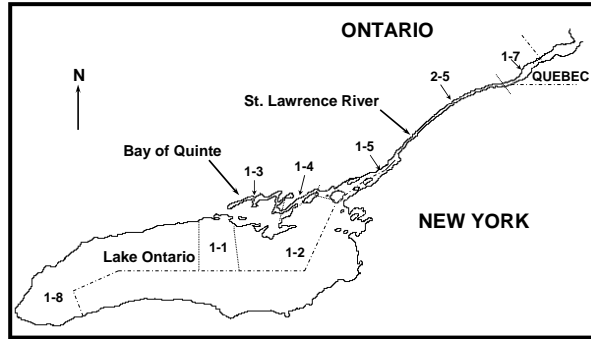 ONTARIO
1-7
N
2-5
QUEBEC
St. Lawrence River
Bay of Quinte
1-5
1-3
1-4
NEW YORK
1-1
Lake Ontario
1-2
1-8